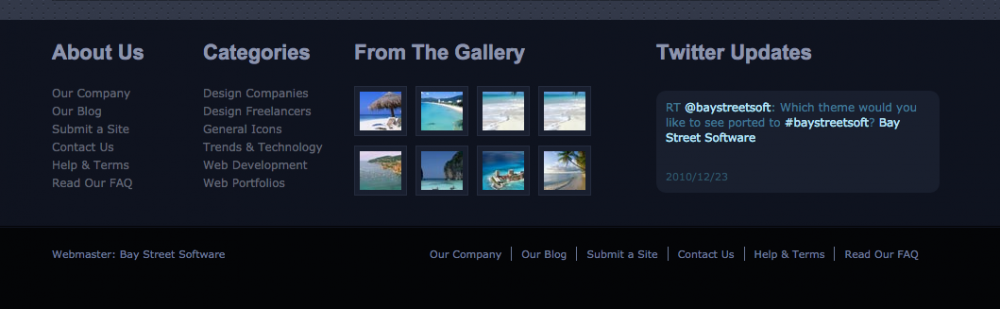 About Us
Our Company
Our Blog
Submit a Site
Contact Us
Help & Terms
Read Our FAQ
Categories
Design Companies
Design Freelancers
General Icons
Trends & Technology
Web Development
Web Portfolios
From The Gallery
Twitter Updates
RT @baystreetsoft: Which theme would you
like to see ported to #baystreetsoft? Bay
Street Software
2010/12/23
Webmaster: Bay Street Software
Our Company | Our Blog | Submit a Site | Contact Us | Help & Terms | Read Our FAQ